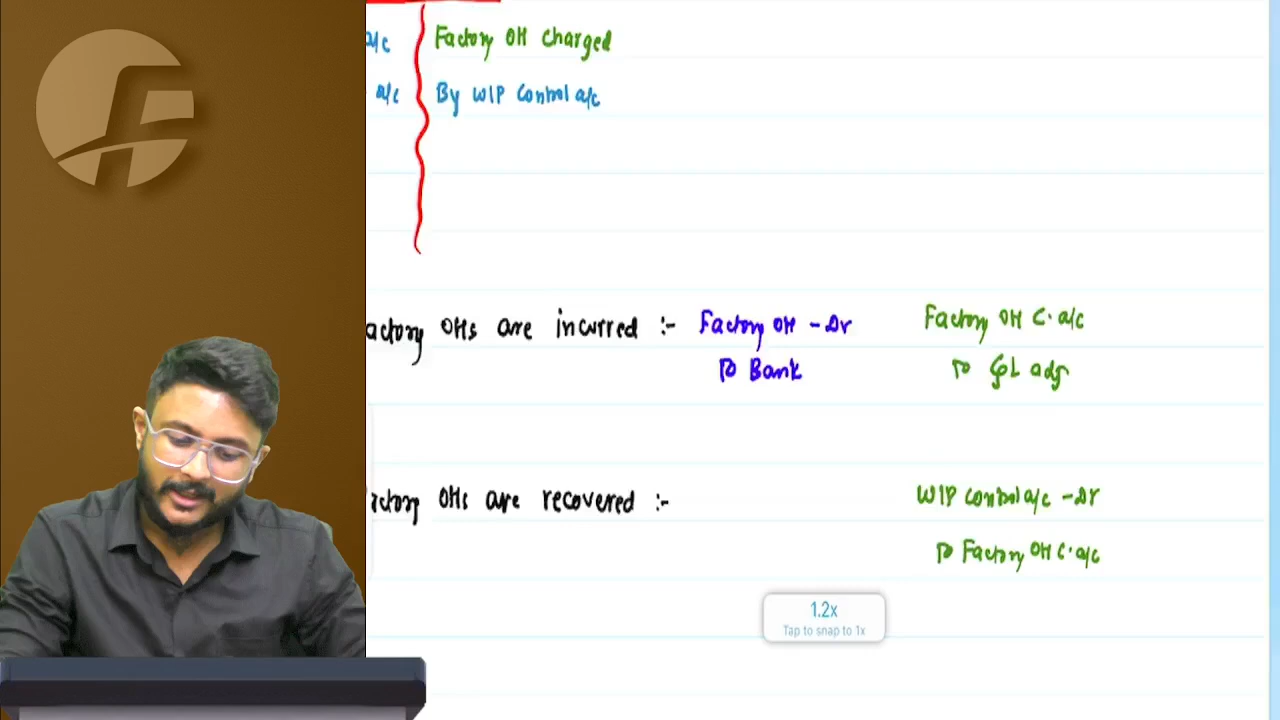 a/c Factory OH charged
a/c By WIP Control a/c
actory OHs are incurred :- Factory OH - Dr Factory OH C. a/c
To Bank To GL adj
actory OHs are recovered :- WIP Control a/c - Dr
To Factory OH C. a/c
1.2x
Tap to snap to 1x